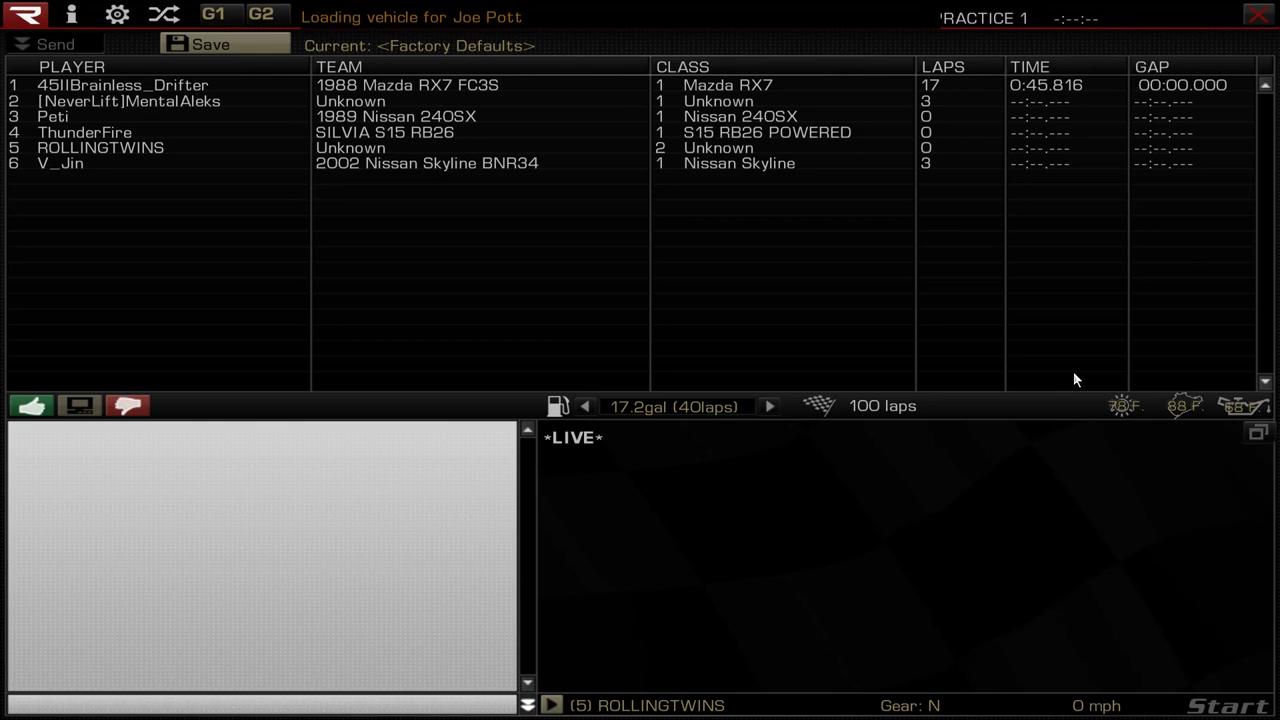 G1 G2 Loading vehicle for Joe Pott 'RACTICE 1 -:--:--
Send Save Current: <Factory Defaults>
PLAYER TEAM CLASS LAPS TIME GAP
1 45IIBrainless_Drifter 1988 Mazda RX7 FC3S 1 Mazda RX7 17 0:45.816 00:00.000
2 [NeverLift]MentalAleks Unknown 1 Unknown 3 --:--.--- --:--.---
3 Peti 1989 Nissan 240SX 1 Nissan 240SX 0 --:--.--- --:--.---
4 ThunderFire SILVIA S15 RB26 1 S15 RB26 POWERED 0 --:--.--- --:--.---
5 ROLLINGTWINS Unknown 2 Unknown 0 --:--.--- --:--.---
6 V_Jin 2002 Nissan Skyline BNR34 1 Nissan Skyline 3 --:--.--- --:--.---
17.2gal (40laps) 100 laps 78 F. 88 F. 68 F.
*LIVE*
(5) ROLLINGTWINS Gear: N 0 mph Start